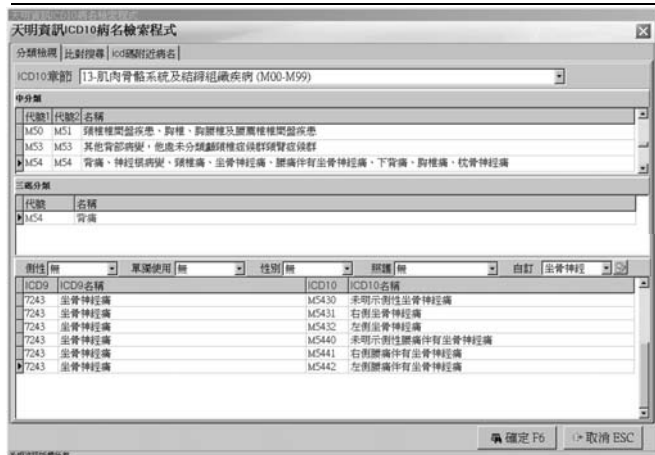 天明資訊ICD10病名檢索程式
分類檢視 比對搜尋 icd碼附近病名
ICD10章節 13-肌肉骨骼系統及結締組織疾病 (M00-M99)
中分類
代號1 代號2 名稱
M50 M51 頸椎椎間盤疾患、胸椎、胸腰椎及腰薦椎椎間盤疾患
M53 M53 其他背部病變,他處未分類顱頸椎症候群頸臂症候群
M54 M54 背痛、神經根病變、頸椎痛、坐骨神經痛、腰痛伴有坐骨神經痛、下背痛、胸椎痛、枕骨神經痛
三碼分類
代號 名稱
M54 背痛
側性 無 單獨使用 無 性別 無 照護 無 自訂 坐骨神經
ICD9 ICD9名稱 ICD10 ICD10名稱
7243 坐骨神經痛 M5430 未明示側性坐骨神經痛
7243 坐骨神經痛 M5431 右側坐骨神經痛
7243 坐骨神經痛 M5432 左側坐骨神經痛
7243 坐骨神經痛 M5440 未明示側性腰痛伴有坐骨神經痛
7243 坐骨神經痛 M5441 右側腰痛伴有坐骨神經痛
7243 坐骨神經痛 M5442 左側腰痛伴有坐骨神經痛
確定 F6 取消 ESC